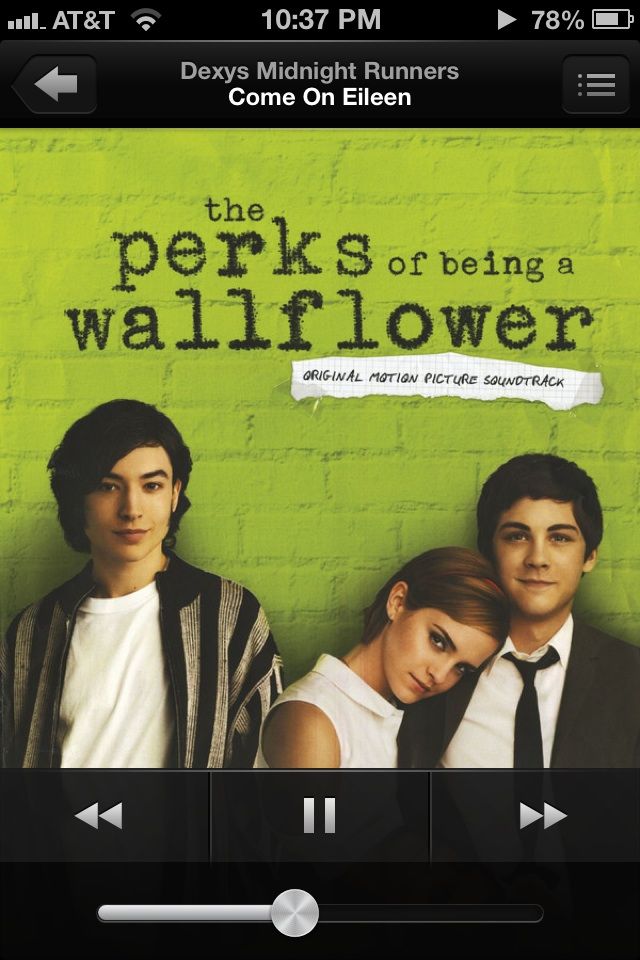 AT&T 10:37 PM 78%
Dexys Midnight Runners
Come On Eileen
the
perks of being a
wallflower
ORIGINAL MOTION PICTURE SOUNDTRACK